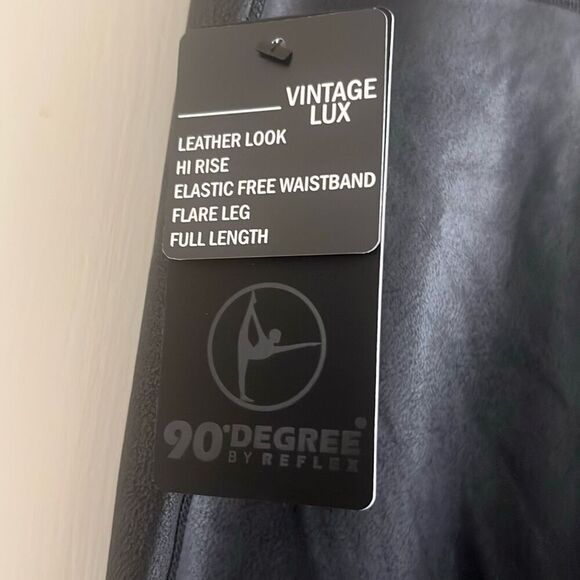 VINTAGE
LUX
LEATHER LOOK
HI RISE
ELASTIC FREE WAISTBAND
FLARE LEG
FULL LENGTH
90°DEGREE
BY REFLEX